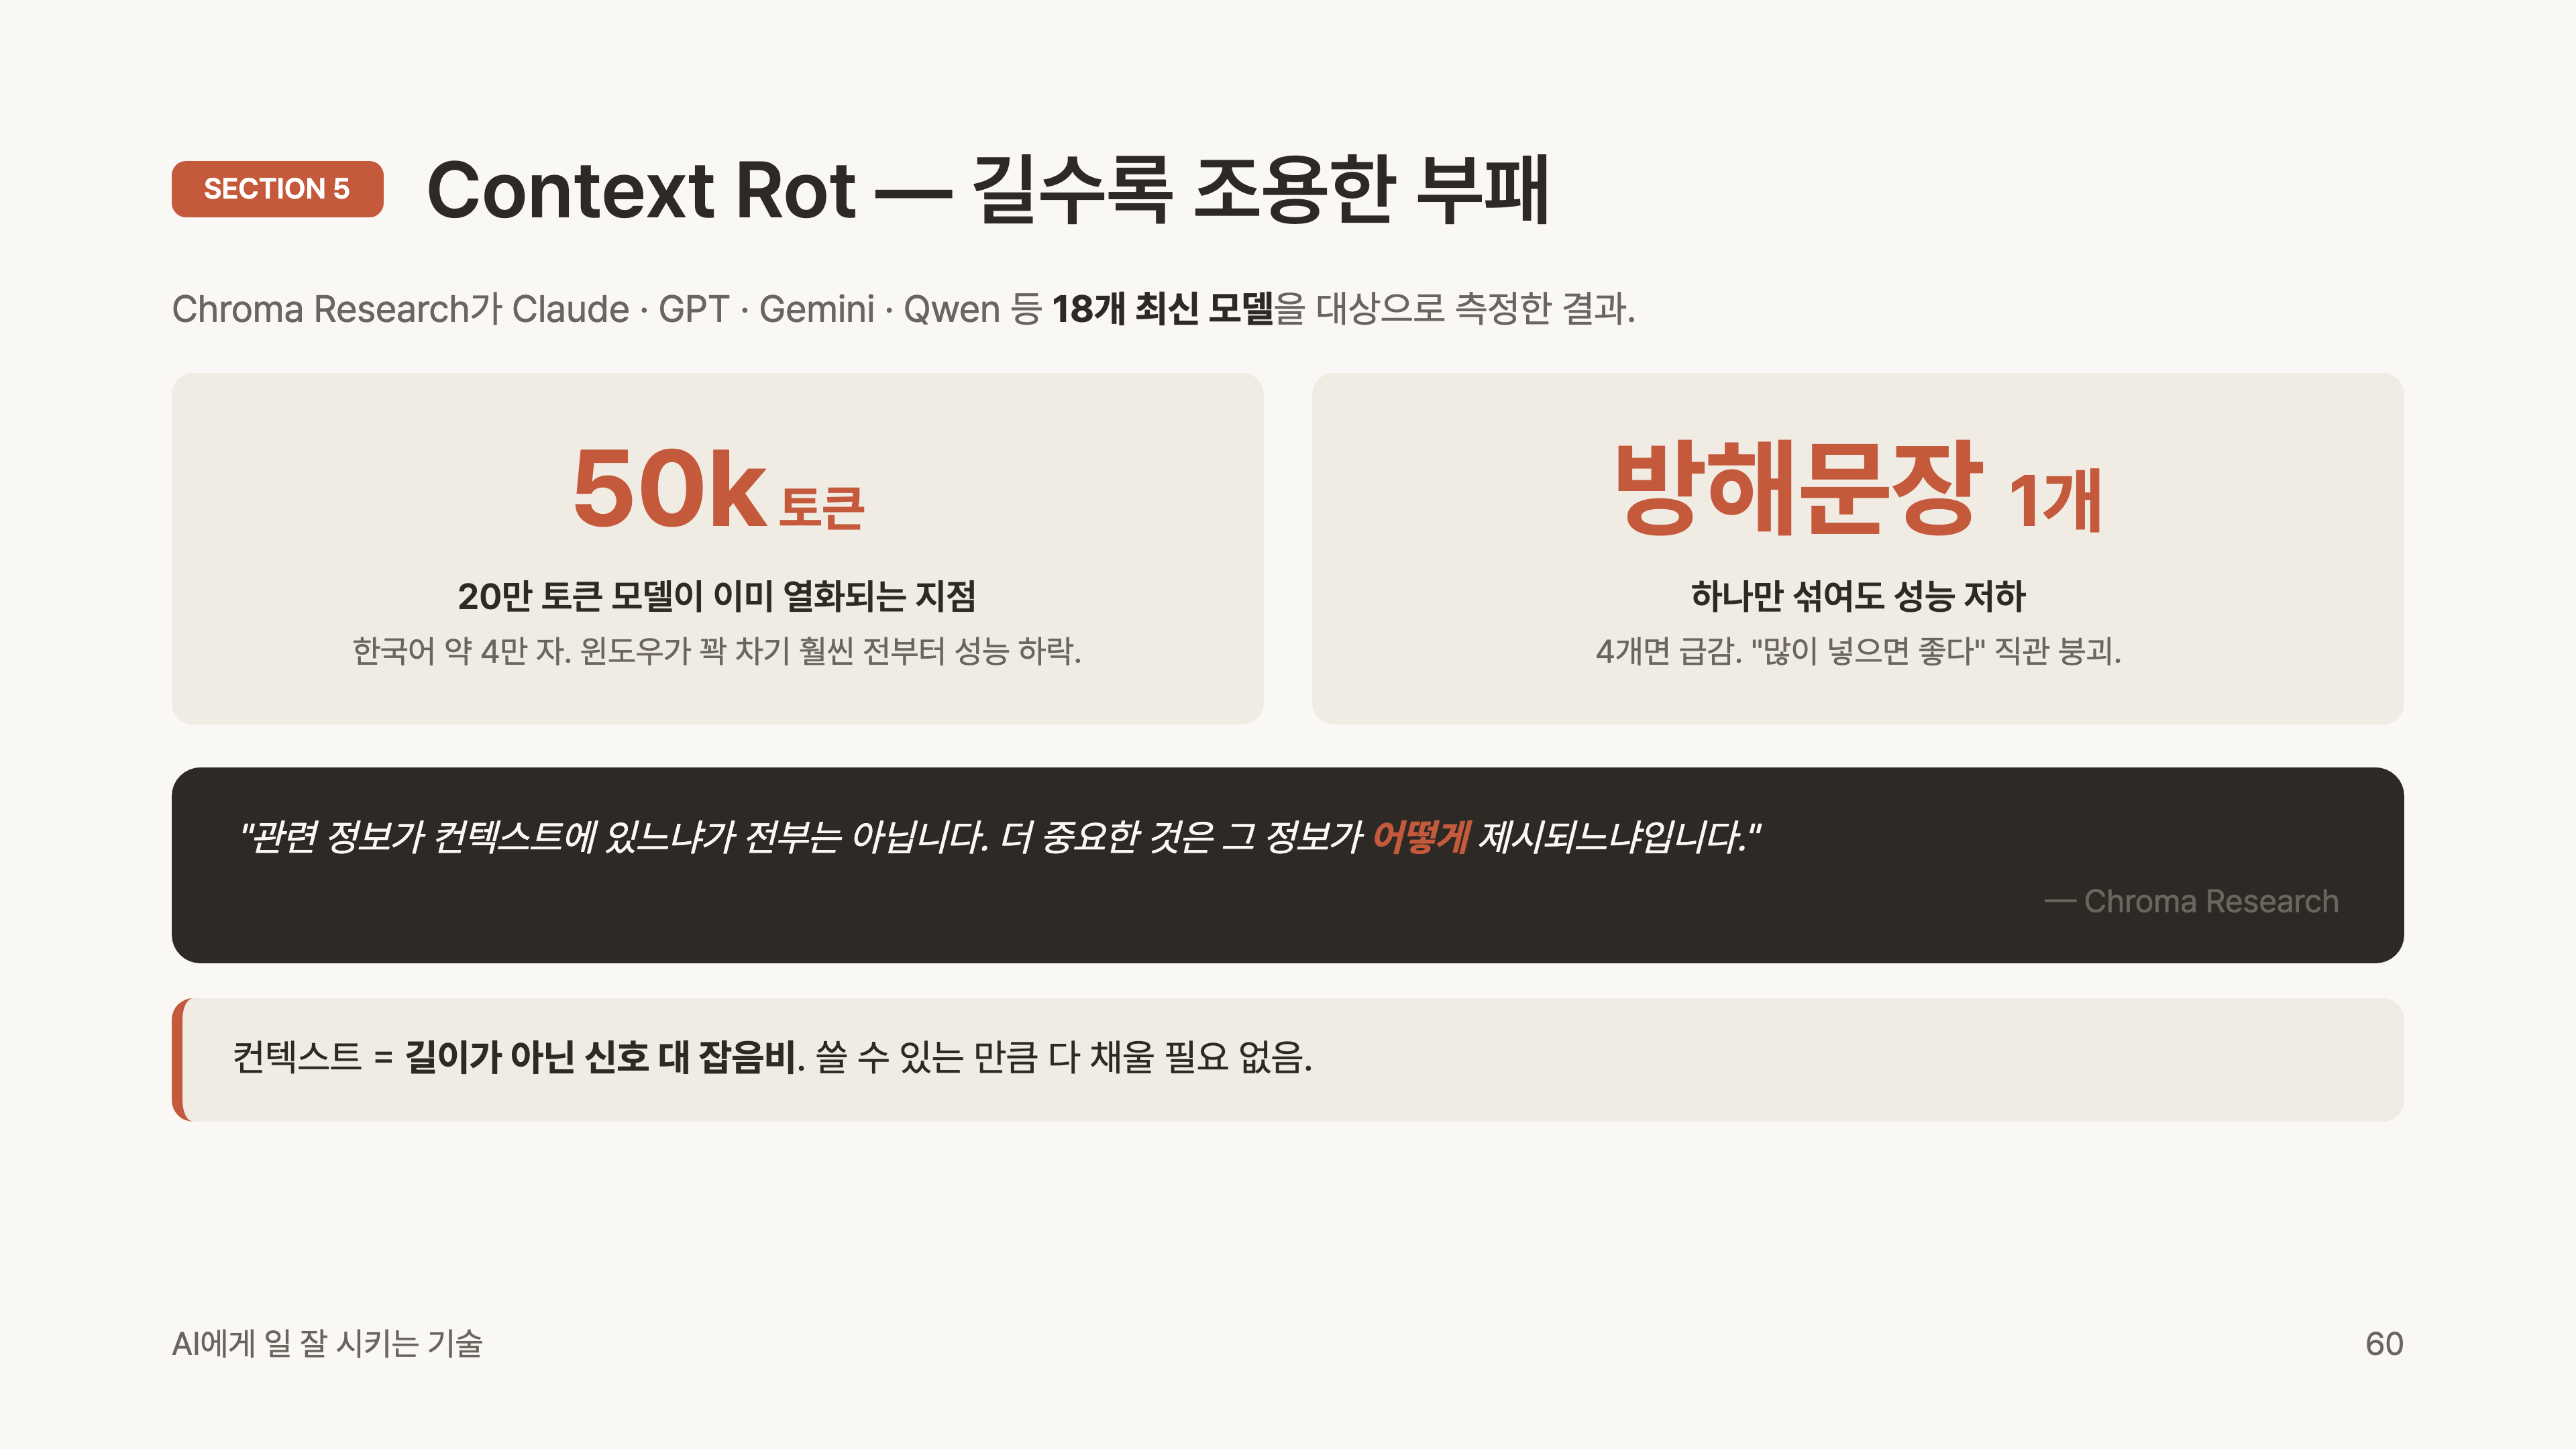 SECTION 5
Context Rot — 길수록 조용한 부패
Chroma Research가 Claude · GPT · Gemini · Qwen 등 18개 최신 모델을 대상으로 측정한 결과.
50k 토큰
20만 토큰 모델이 이미 열화되는 지점
한국어 약 4만 자. 윈도우가 꽉 차기 훨씬 전부터 성능 하락.
방해문장 1개
하나만 섞여도 성능 저하
4개면 급감. "많이 넣으면 좋다" 직관 붕괴.
"관련 정보가 컨텍스트에 있느냐가 전부는 아닙니다. 더 중요한 것은 그 정보가 어떻게 제시되느냐입니다."
— Chroma Research
컨텍스트 = 길이가 아닌 신호 대 잡음비. 쓸 수 있는 만큼 다 채울 필요 없음.
AI에게 일 잘 시키는 기술
60